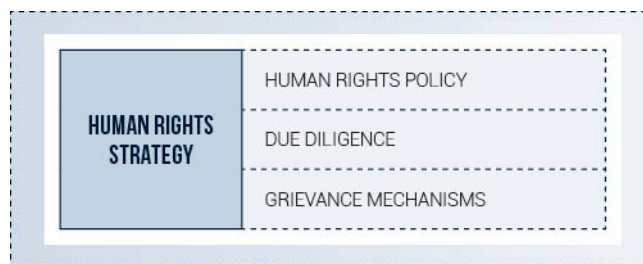 HUMAN RIGHTS
STRATEGY
HUMAN RIGHTS POLICY
DUE DILIGENCE
GRIEVANCE MECHANISMS